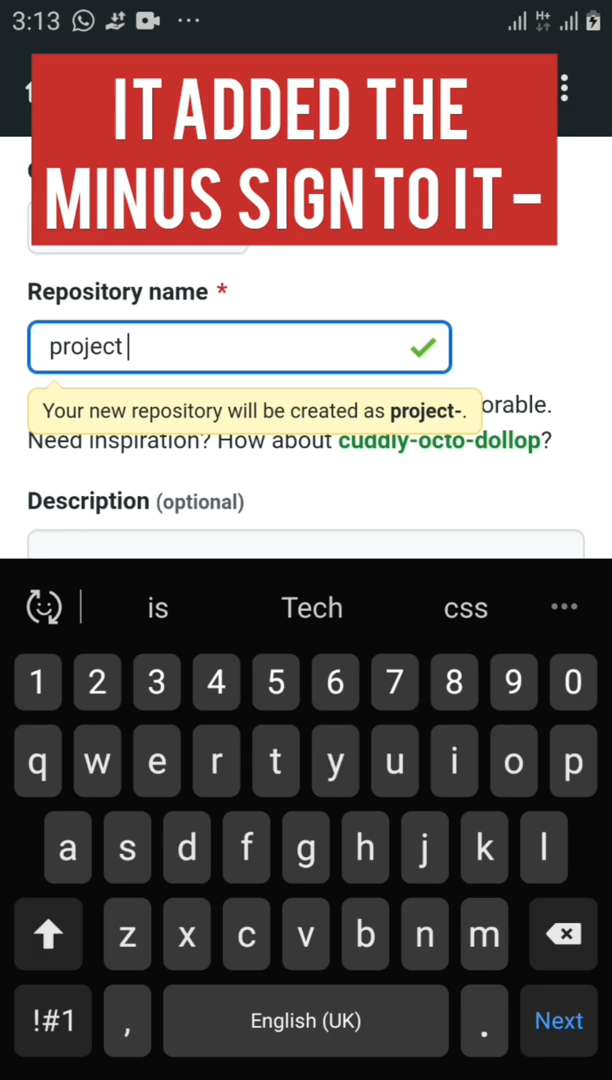 3:13
H+
IT ADDED THE
MINUS SIGN TO IT -
Repository name *
project
Your new repository will be created as project-.
orable.
Need inspiration? How about cuddly-octo-dollop?
Description (optional)
is Tech css
1 2 3 4 5 6 7 8 9 0
q w e r t y u i o p
a s d f g h j k l
z x c v b n m
!#1 , English (UK) . Next